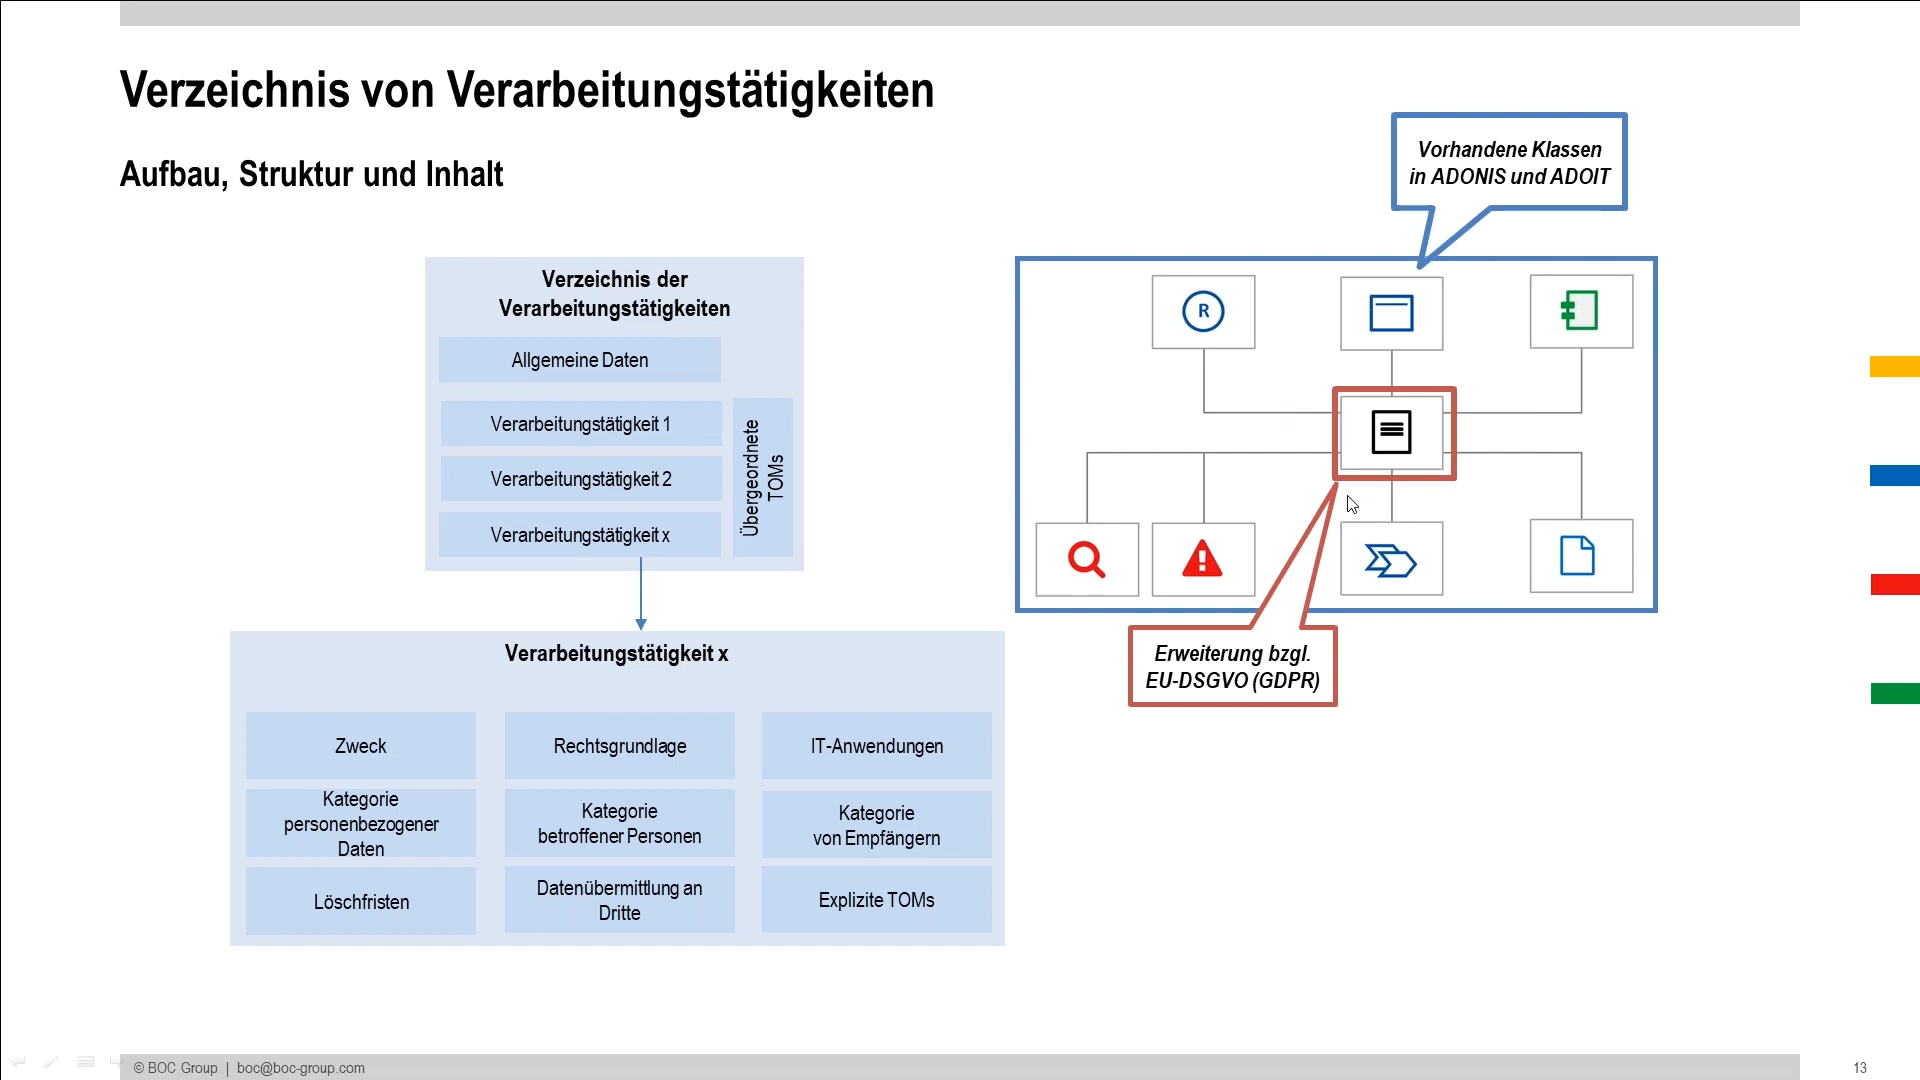 Verzeichnis von Verarbeitungstätigkeiten
Aufbau, Struktur und Inhalt
Vorhandene Klassen
in ADONIS und ADOIT
Verzeichnis der
Verarbeitungstätigkeiten
Allgemeine Daten
Verarbeitungstätigkeit 1
Verarbeitungstätigkeit 2
Verarbeitungstätigkeit x
Übergeordnete
TOMs
R
Erweiterung bzgl.
EU-DSGVO (GDPR)
Verarbeitungstätigkeit x
Zweck
Rechtsgrundlage
IT-Anwendungen
Kategorie
personenbezogener
Daten
Kategorie
betroffener Personen
Kategorie
von Empfängern
Löschfristen
Datenübermittlung an
Dritte
Explizite TOMs
© BOC Group | boc@boc-group.com
13